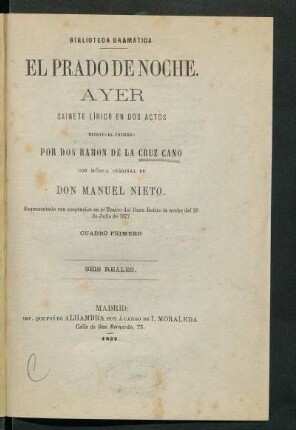 BIBLIOTECA DRAMÁTICA
EL PRADO DE NOCHE.
AYER
SAINETE LÍRICO EN DOS ACTOS
ESCRITO EL PRIMERO
POR DON RAMON DE LA CRUZ CANO
CON MÚSICA ORIGINAL DE
DON MANUEL NIETO.
Representado con aceptacion en el Teatro del Buen Retiro la noche del 23
de Julio de 1877
CUADRO PRIMERO
SEIS REALES.
MADRID:
IMP. QUE FUÉ DE ALHAMBRA HOY Á CARGO DE I. MORALEDA
Calle de San Bernardo, 73.
1877
C